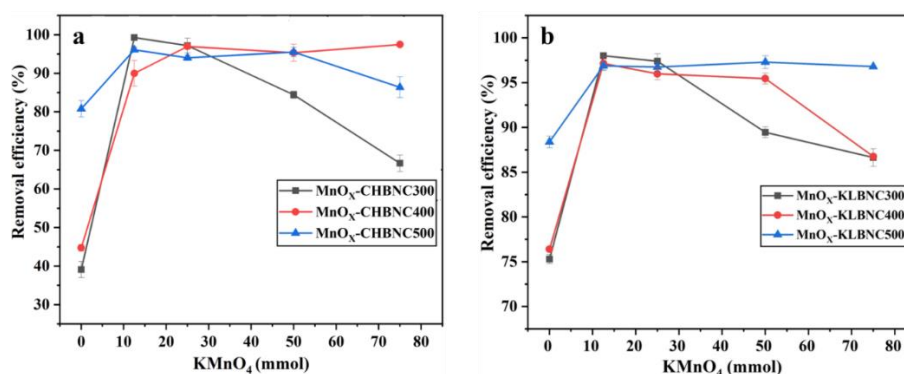 a
100
90
80
70
60
50
40
30
Removal efficiency (%)
MnOX-CHBNC300
MnOX-CHBNC400
MnOX-CHBNC500
0 10 20 30 40 50 60 70 80
KMnO4 (mmol)
b
100
95
90
85
80
75
70
Removal efficiency (%)
MnOX-KLBNC300
MnOX-KLBNC400
MnOX-KLBNC500
0 10 20 30 40 50 60 70 80
KMnO4 (mmol)